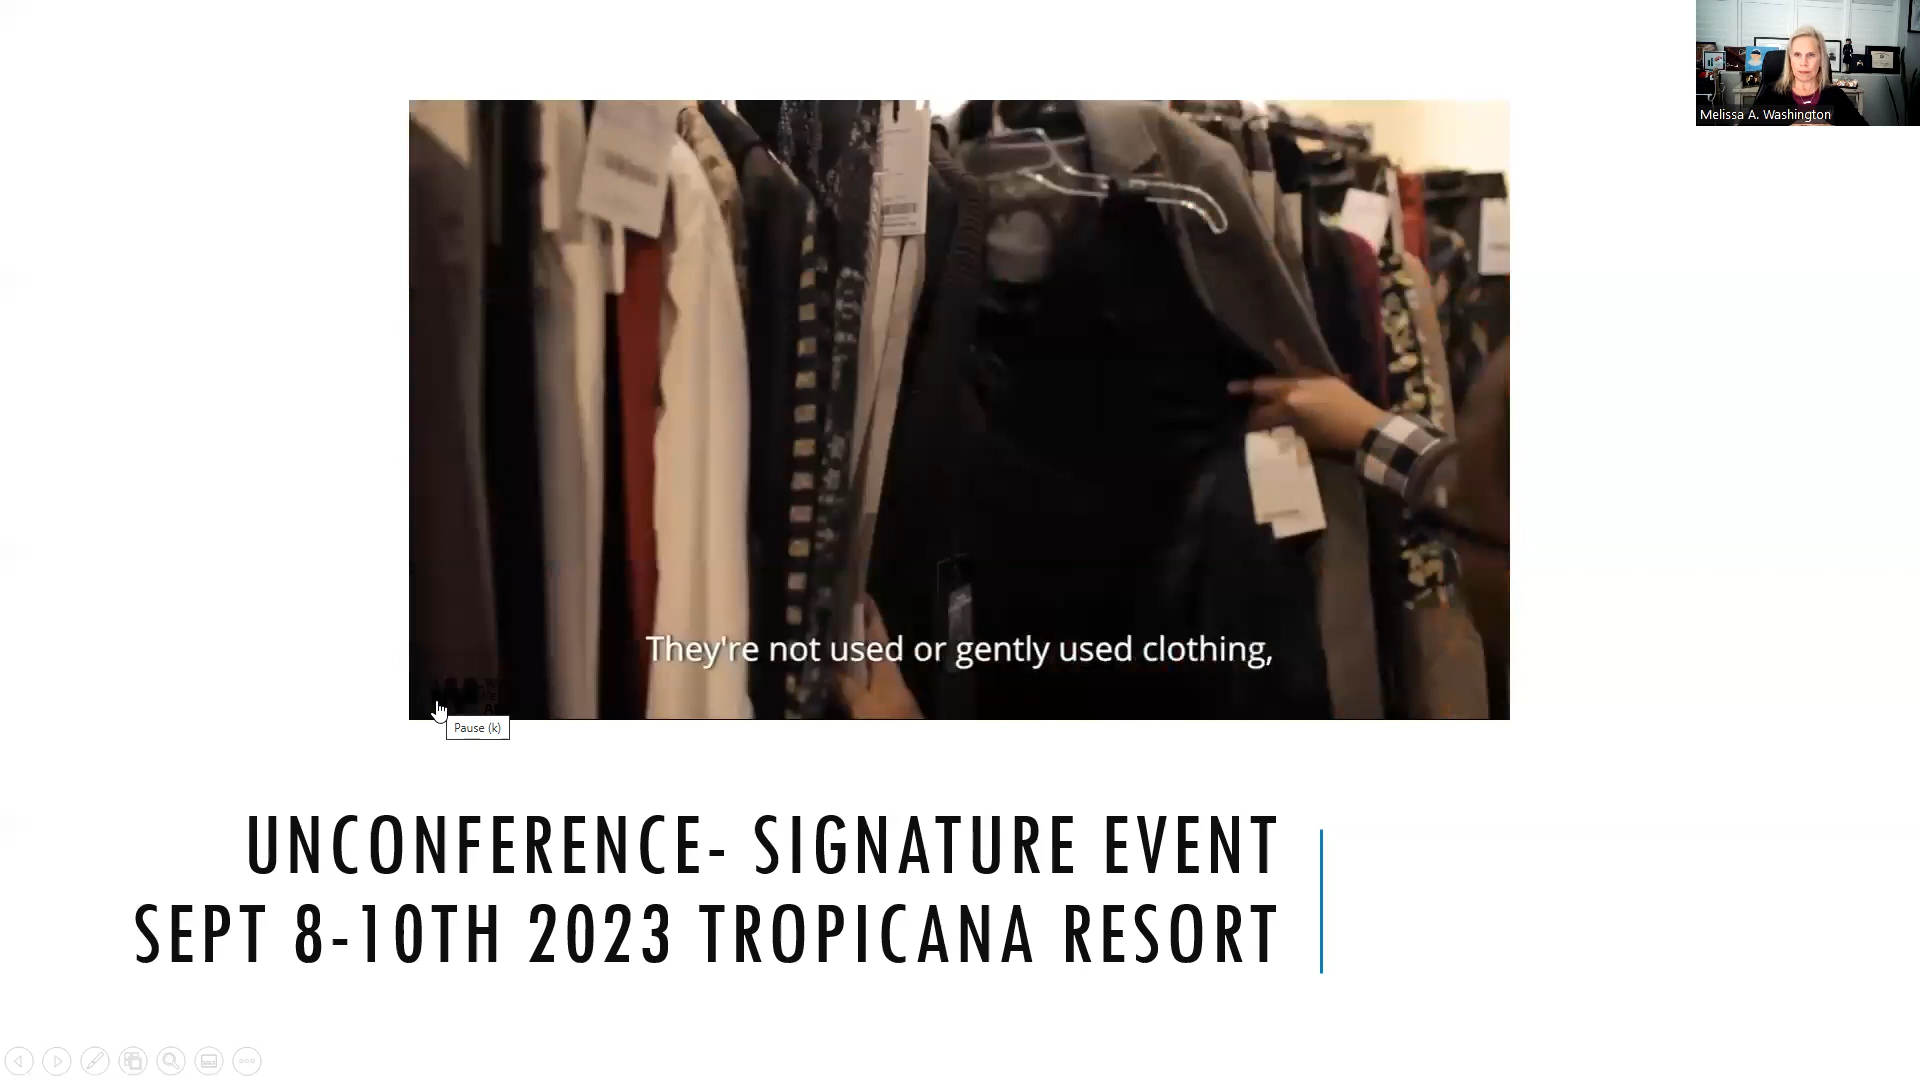 Melissa A. Washington
They're not used or gently used clothing,
Pause (k)
UNCONFERENCE- SIGNATURE EVENT
SEPT 8-10TH 2023 TROPICANA RESORT